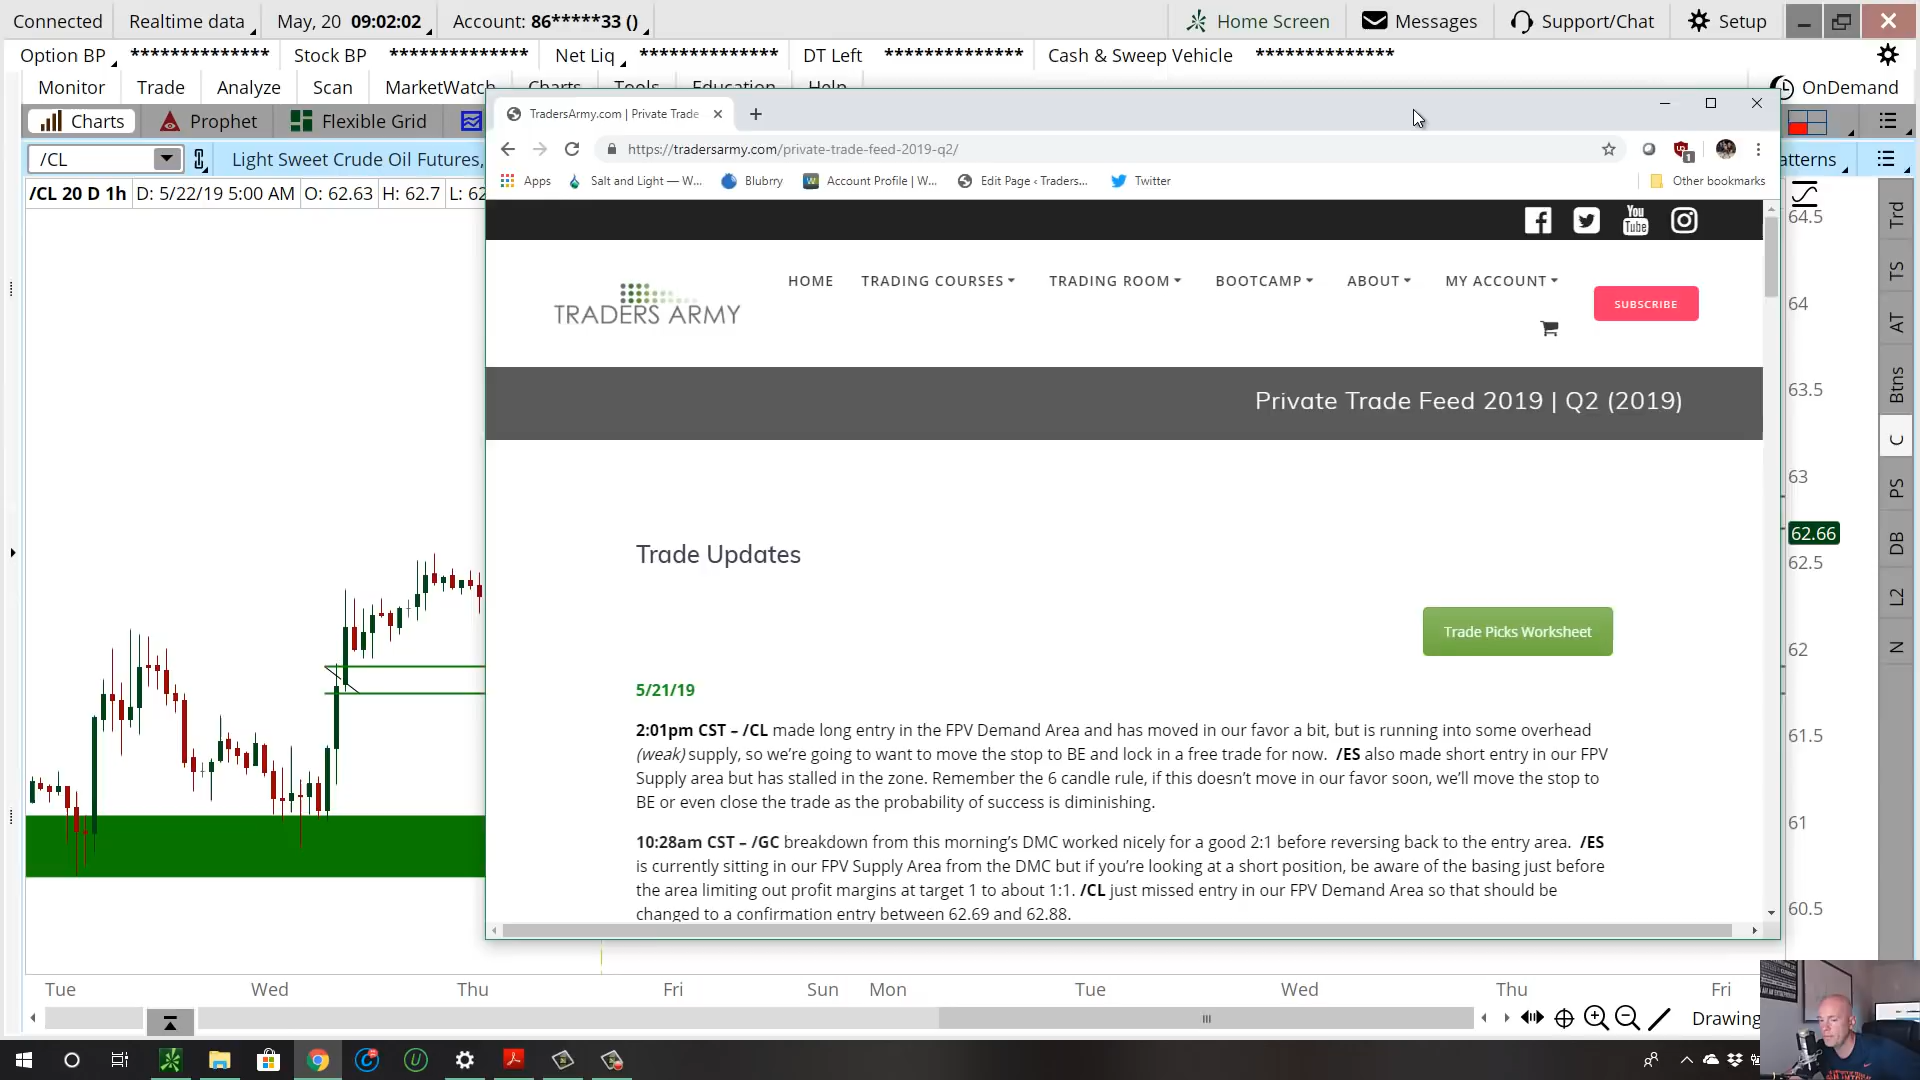 Connected Realtime data May, 20 09:02:02 Account: 86*****33 () Home Screen Messages Support/Chat Setup
Option BP ************** Stock BP ************** Net Liq ************** DT Left ************** Cash & Sweep Vehicle **************
Monitor Trade Analyze Scan MarketWatch Charts Tools Education Help OnDemand
Charts Prophet Flexible Grid
TradersArmy.com | Private Trade
https://tradersarmy.com/private-trade-feed-2019-q2/
/CL Light Sweet Crude Oil Futures, atterns
Apps Salt and Light — W... Blubrry Account Profile | W... Edit Page ‹ Traders... Twitter Other bookmarks
/CL 20 D 1h D: 5/22/19 5:00 AM O: 62.63 H: 62.7 L: 62
You
Tube
HOME TRADING COURSES TRADING ROOM BOOTCAMP ABOUT MY ACCOUNT
SUBSCRIBE
TRADERS ARMY
Private Trade Feed 2019 | Q2 (2019)
Trade Updates
Trade Picks Worksheet
5/21/19
2:01pm CST – /CL made long entry in the FPV Demand Area and has moved in our favor a bit, but is running into some overhead
(weak) supply, so we're going to want to move the stop to BE and lock in a free trade for now. /ES also made short entry in our FPV
Supply area but has stalled in the zone. Remember the 6 candle rule, if this doesn't move in our favor soon, we'll move the stop to
BE or even close the trade as the probability of success is diminishing.
10:28am CST – /GC breakdown from this morning's DMC worked nicely for a good 2:1 before reversing back to the entry area. /ES
is currently sitting in our FPV Supply Area from the DMC but if you're looking at a short position, be aware of the basing just before
the area limiting out profit margins at target 1 to about 1:1. /CL just missed entry in our FPV Demand Area so that should be
changed to a confirmation entry between 62.69 and 62.88.
64.5
64
63.5
63
62.66
62.5
62
61.5
61
60.5
Trd
TS
AT
Btns
C
PS
DB
L2
N
Tue Wed Thu Fri Sun Mon Tue Wed Thu Fri
Drawing